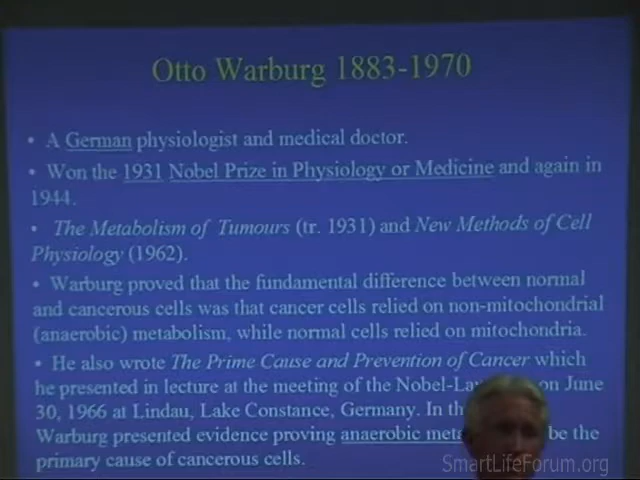 Otto Warburg 1883-1970
• A German physiologist and medical doctor.
• Won the 1931 Nobel Prize in Physiology or Medicine and again in
1944.
• The Metabolism of Tumours (tr. 1931) and New Methods of Cell
Physiology (1962).
• Warburg proved that the fundamental difference between normal
and cancerous cells was that cancer cells relied on non-mitochondrial
(anaerobic) metabolism, while normal cells relied on mitochondria.
• He also wrote The Prime Cause and Prevention of Cancer which
he presented in lecture at the meeting of the on June
30, 1966 at Lindau, Lake Constance, Germany. In
Warburg presented evidence proving anaerobic be the
primary cause of cancerous cells.
SmartLifeForum.org